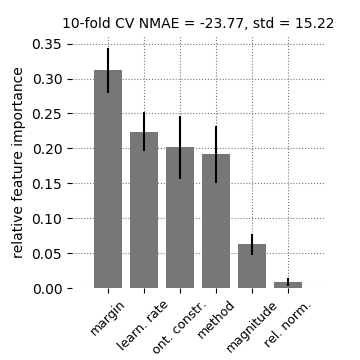 10-fold CV NMAE = -23.77, std = 15.22
relative feature importance
0.35
0.30
0.25
0.20
0.15
0.10
0.05
0.00
margin
learn. rate
ont. constr.
method
magnitude
rel. norm.